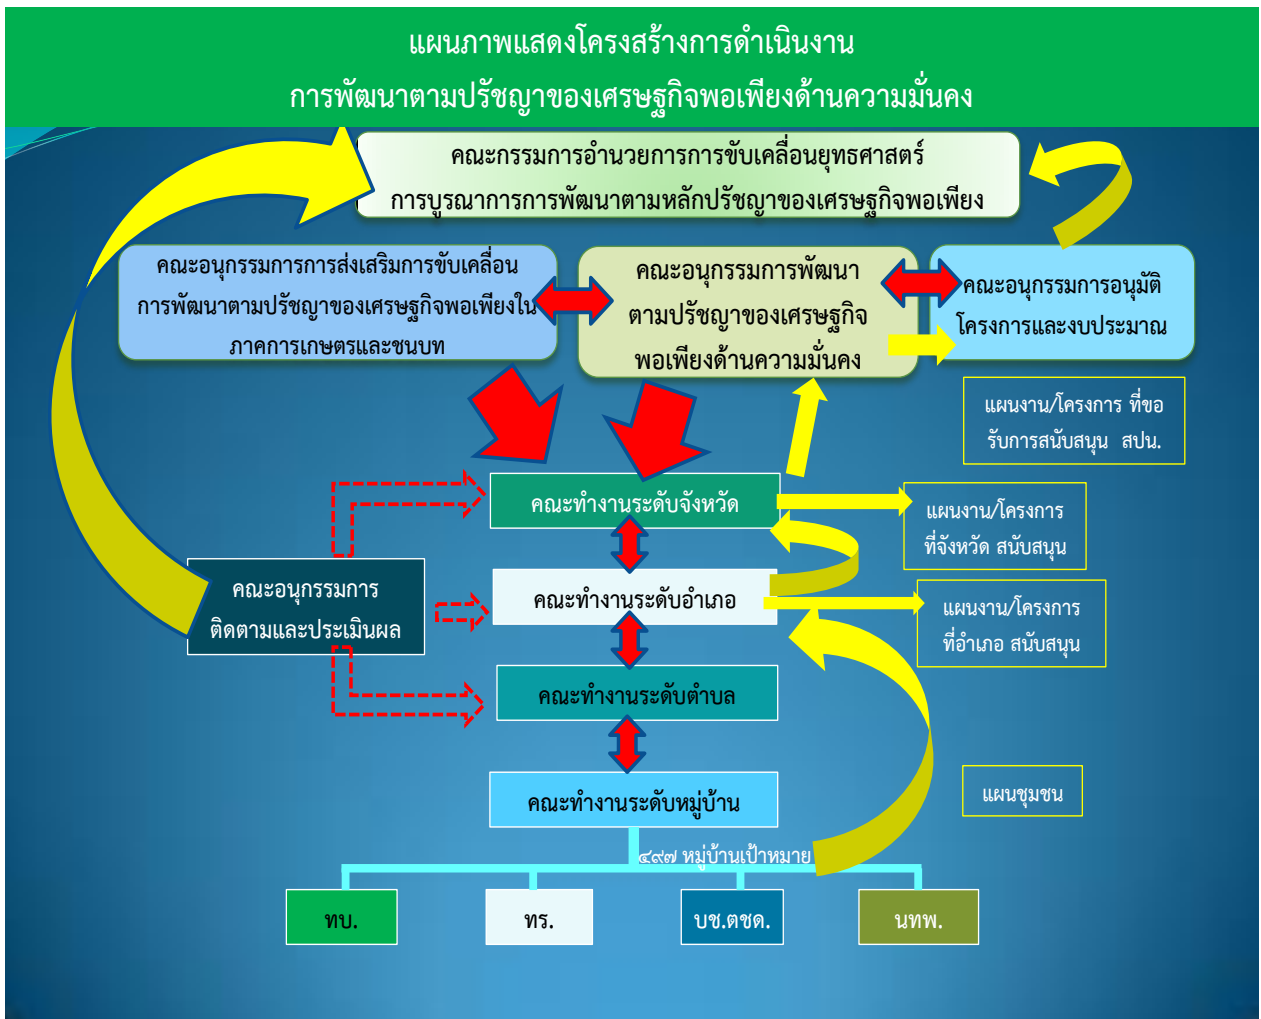 แผนภาพแสดงโครงสร้างการดำเนินงาน
การพัฒนาตามปรัชญาของเศรษฐกิจพอเพียงด้านความมั่นคง
คณะกรรมการอำนวยการการขับเคลื่อนยุทธศาสตร์
การบูรณาการการพัฒนาตามหลักปรัชญาของเศรษฐกิจพอเพียง
คณะอนุกรรมการการส่งเสริมการขับเคลื่อน
การพัฒนาตามปรัชญาของเศรษฐกิจพอเพียงใน
ภาคการเกษตรและชนบท
คณะอนุกรรมการพัฒนา
ตามปรัชญาของเศรษฐกิจ
พอเพียงด้านความมั่นคง
คณะอนุกรรมการอนุมัติ
โครงการและงบประมาณ
แผนงาน/โครงการ ที่ขอ
รับการสนับสนุน สปน.
คณะทำงานระดับจังหวัด
แผนงาน/โครงการ
ที่จังหวัด สนับสนุน
คณะอนุกรรมการ
ติดตามและประเมินผล
คณะทำงานระดับอำเภอ
แผนงาน/โครงการ
ที่อำเภอ สนับสนุน
คณะทำงานระดับตำบล
คณะทำงานระดับหมู่บ้าน
แผนชุมชน
๔๙๗ หมู่บ้านเป้าหมาย
ทบ.
ทร.
บช.ตชด.
นทพ.